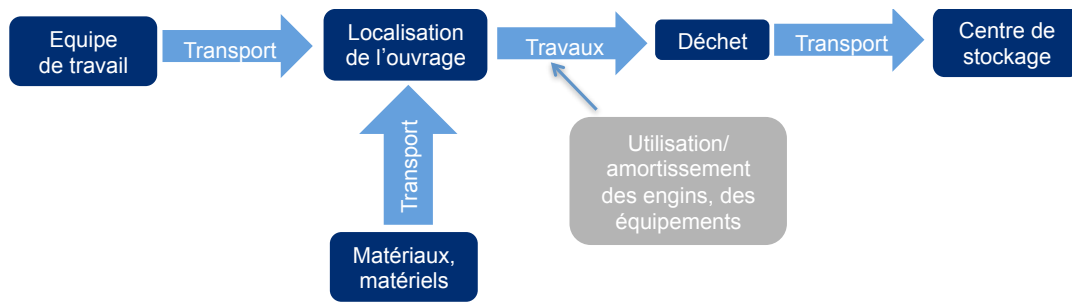 Equipe
de travail
Transport
Localisation
de l'ouvrage
Travaux
Déchet
Transport
Centre de
stockage
Transport
Utilisation/
amortissement
des engins, des
équipements
Matériaux,
matériels